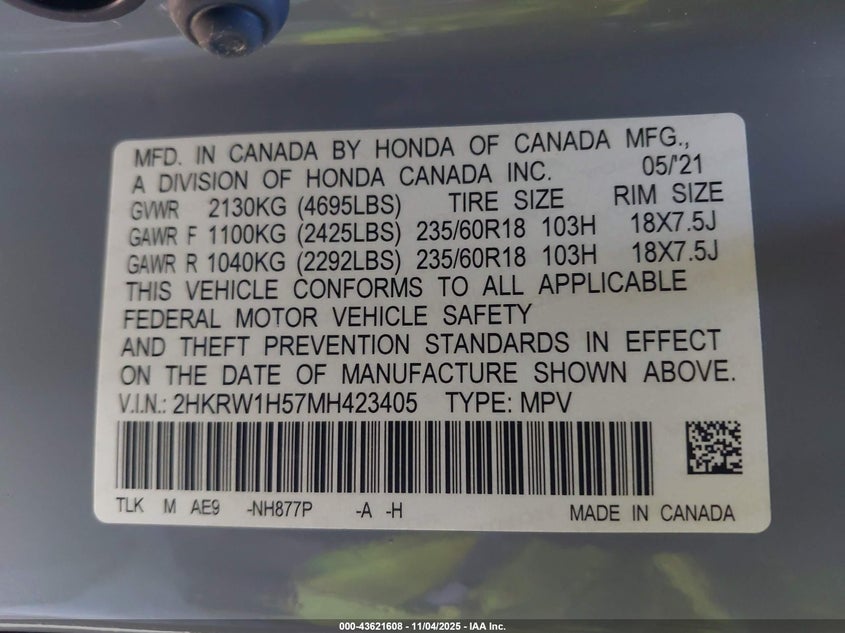 MFD. IN CANADA BY HONDA OF CANADA MFG.,
A DIVISION OF HONDA CANADA INC. 05/'21
GVWR 2130KG (4695LBS) TIRE SIZE RIM SIZE
GAWR F 1100KG (2425LBS) 235/60R18 103H 18X7.5J
GAWR R 1040KG (2292LBS) 235/60R18 103H 18X7.5J
THIS VEHICLE CONFORMS TO ALL APPLICABLE
FEDERAL MOTOR VEHICLE SAFETY
AND THEFT PREVENTION STANDARDS IN EFFECT
ON THE DATE OF MANUFACTURE SHOWN ABOVE.
V.I.N.: 2HKRW1H57MH423405 TYPE: MPV
TLK M AE9 -NH877P -A -H MADE IN CANADA
000-43621608 - 11/04/2025 - IAA Inc.